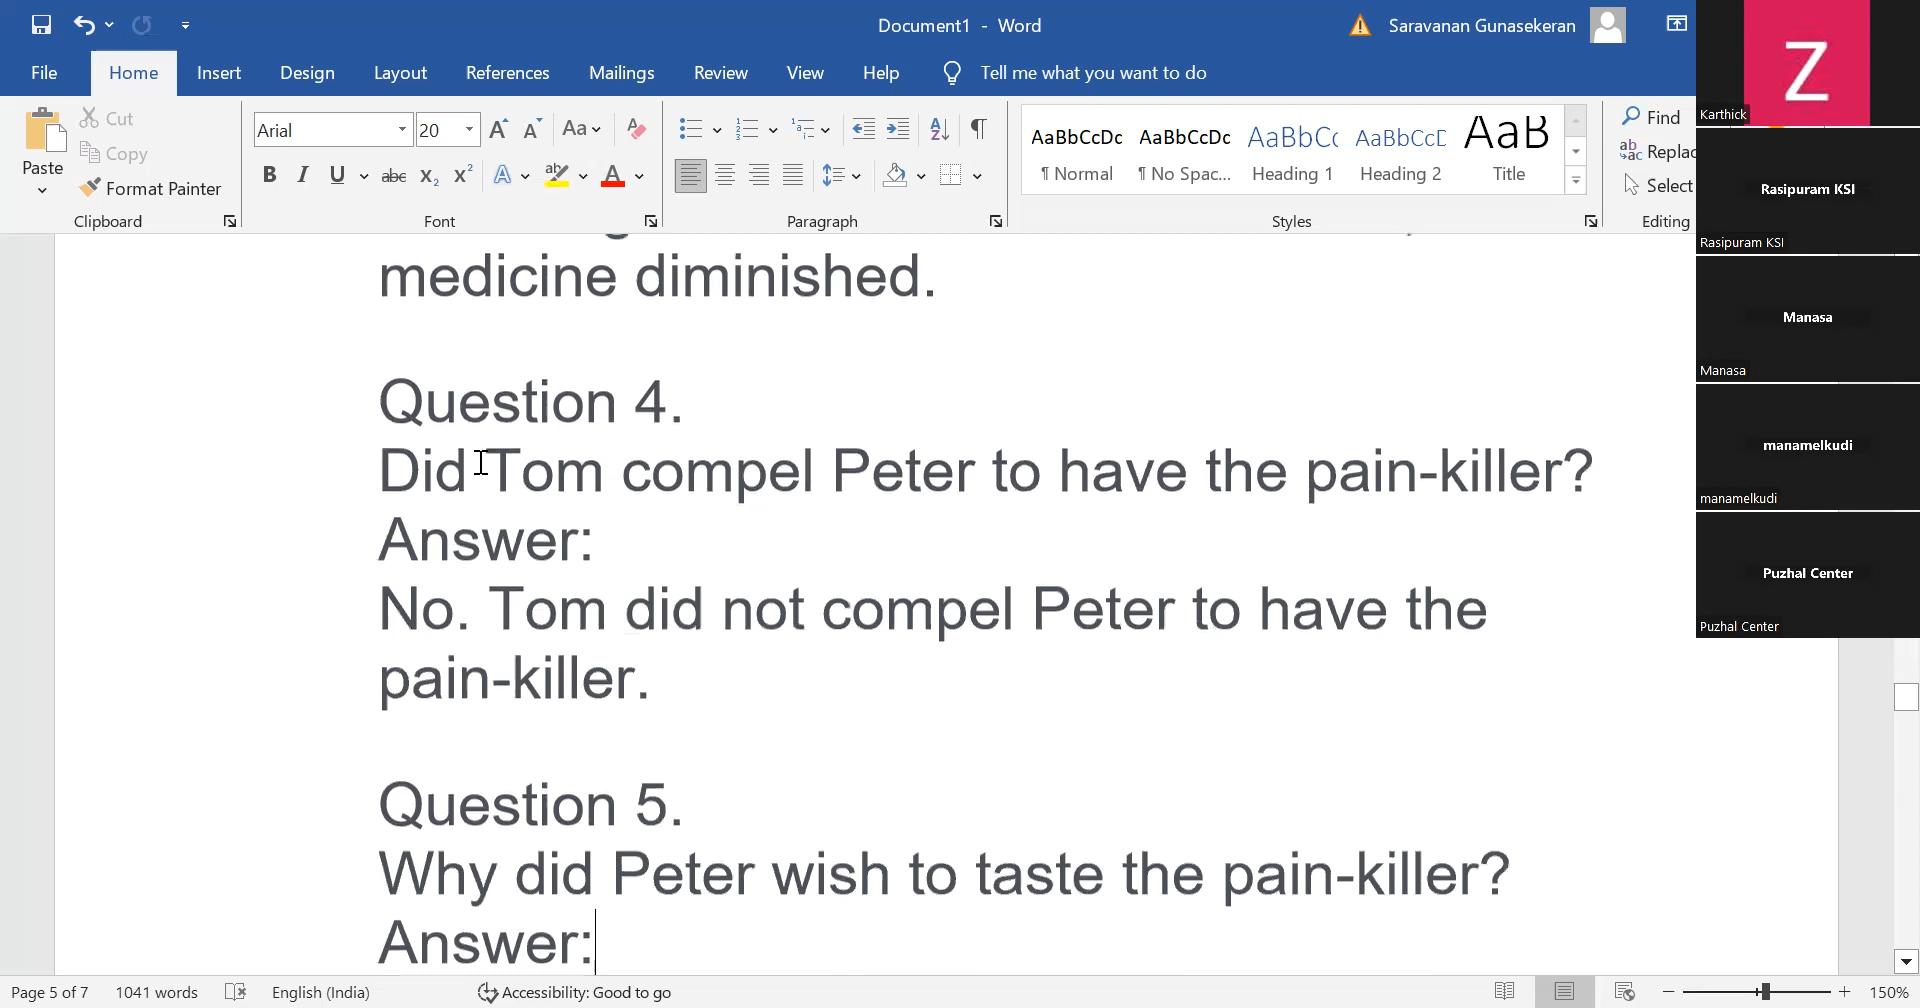 Document1 - Word
Saravanan Gunasekeran
File Home Insert Design Layout References Mailings Review View Help Tell me what you want to do
Paste
Cut
Copy
Format Painter
Clipboard
Arial 20
Font
Paragraph
AaBbCcDc AaBbCcDc AaBbCc AaBbCcD AaB
¶ Normal ¶ No Spac... Heading 1 Heading 2 Title
Styles
Find
Replac
Select
Editing
Z
Karthick
Rasipuram KSI
Rasipuram KSI
Manasa
Manasa
manamelkudi
manamelkudi
Puzhal Center
Puzhal Center
medicine diminished.
Question 4.
Did Tom compel Peter to have the pain-killer?
Answer:
No. Tom did not compel Peter to have the
pain-killer.
Question 5.
Why did Peter wish to taste the pain-killer?
Answer:
Page 5 of 7 1041 words English (India) Accessibility: Good to go 150%